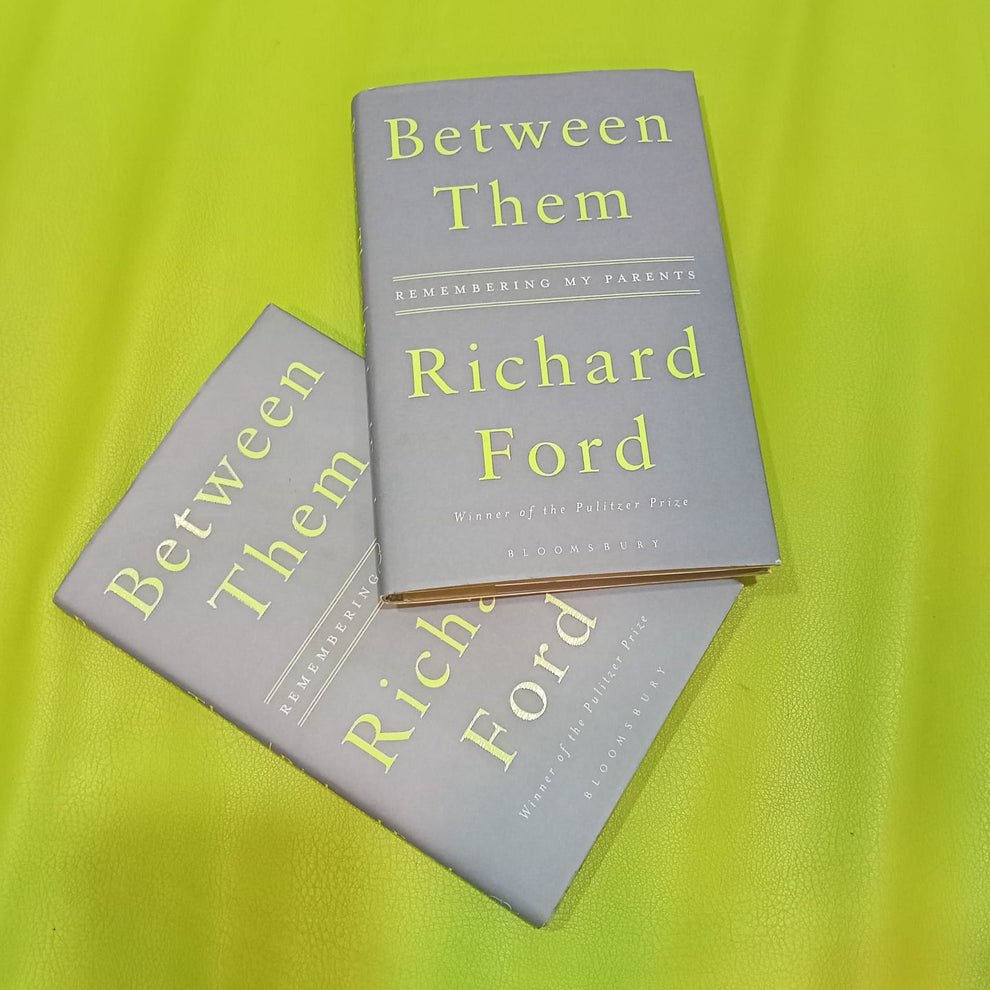 Between
Them
REMEMBERING MY PARENTS
Richard
Ford
Winner of the Pulitzer Prize
BLOOMSBURY
Between
Them
REMEMBERING
Richa
Ford
Winner of the Pulitzer Prize
BLOOMSBURY